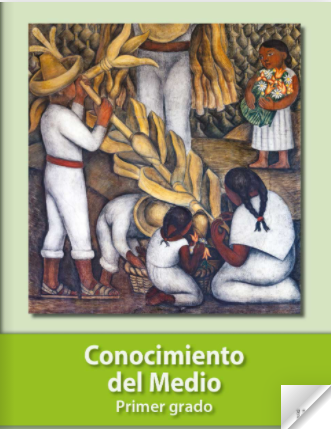 Conocimiento
del Medio
Primer grado